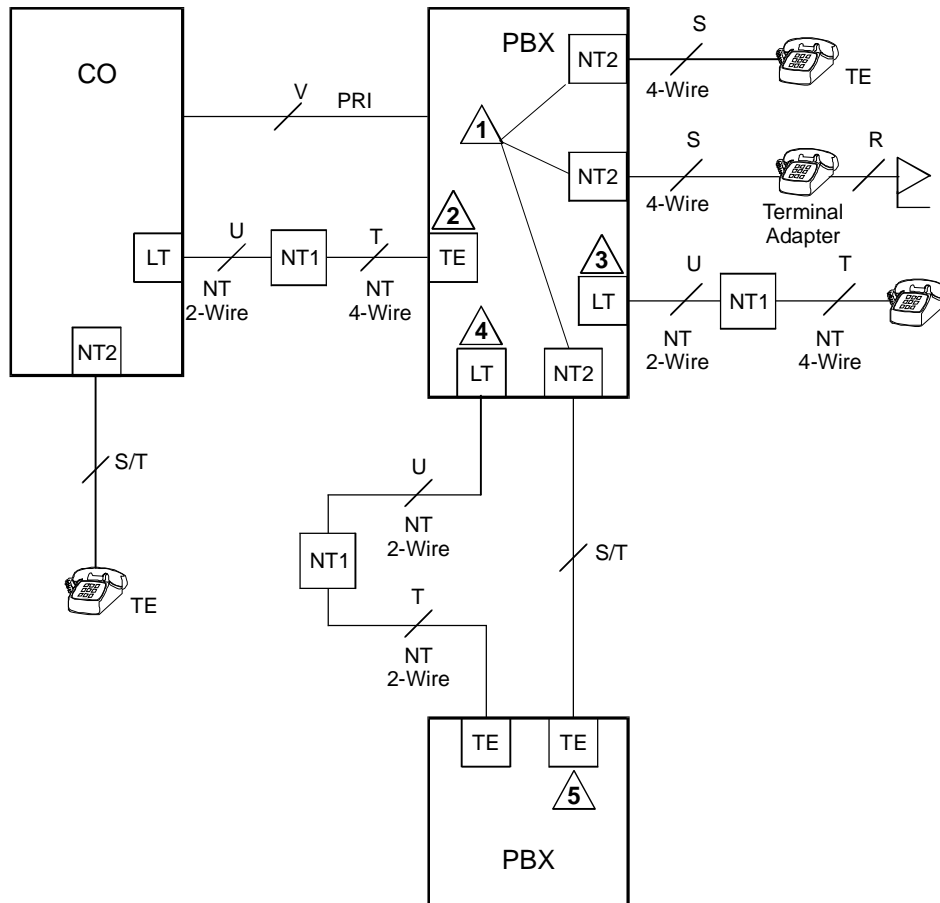 CO
PBX
NT2
S
4-Wire
TE
V
PRI
1
NT2
S
4-Wire
Terminal
Adapter
R
LT
U
NT
2-Wire
NT1
T
NT
4-Wire
2
TE
3
LT
U
NT
2-Wire
NT1
T
NT
4-Wire
NT2
4
LT
NT2
S/T
TE
U
NT
2-Wire
NT1
T
NT
2-Wire
S/T
TE
TE
5
PBX